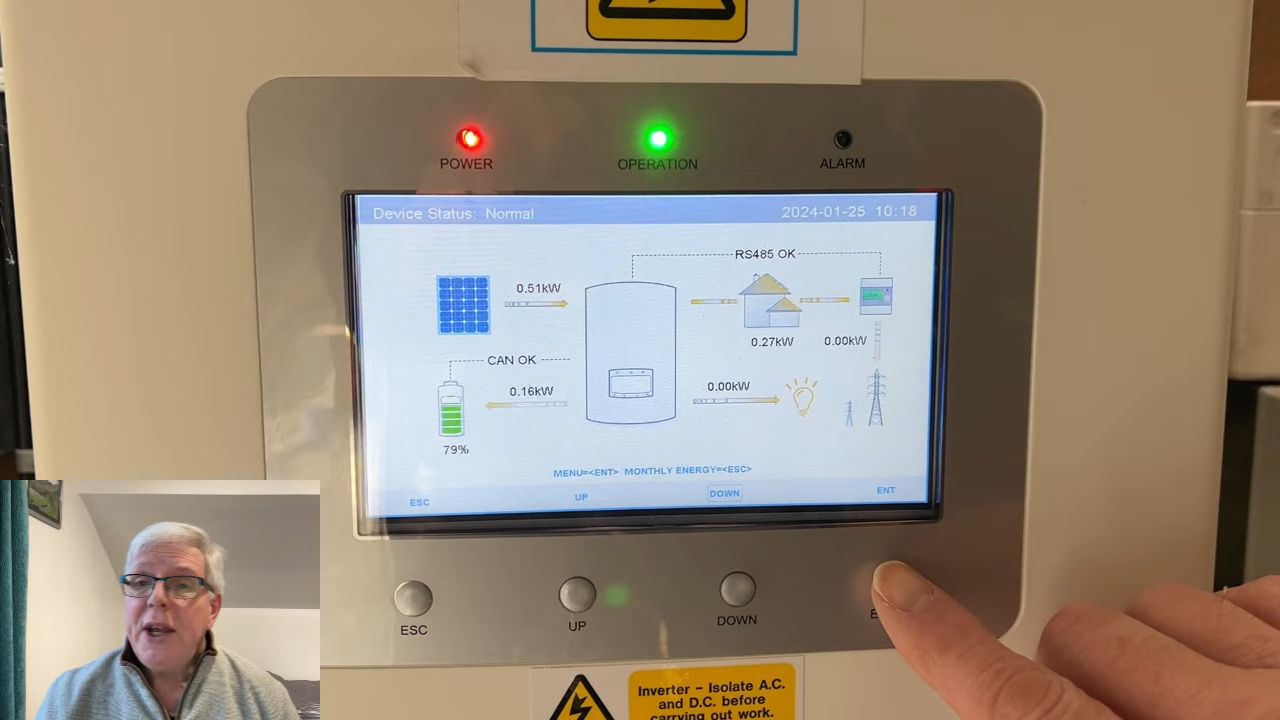 POWER
OPERATION
ALARM
Device Status: Normal
2024-01-25 10:18
RS485 OK
0.51kW
0.27kW
0.00kW
CAN OK
0.16kW
0.00kW
79%
MENU=<ENT> MONTHLY ENERGY=<ESC>
ESC
UP
DOWN
ENT
ESC
UP
DOWN
E
Inverter – Isolate A.C.
and D.C. before
carrying out work.